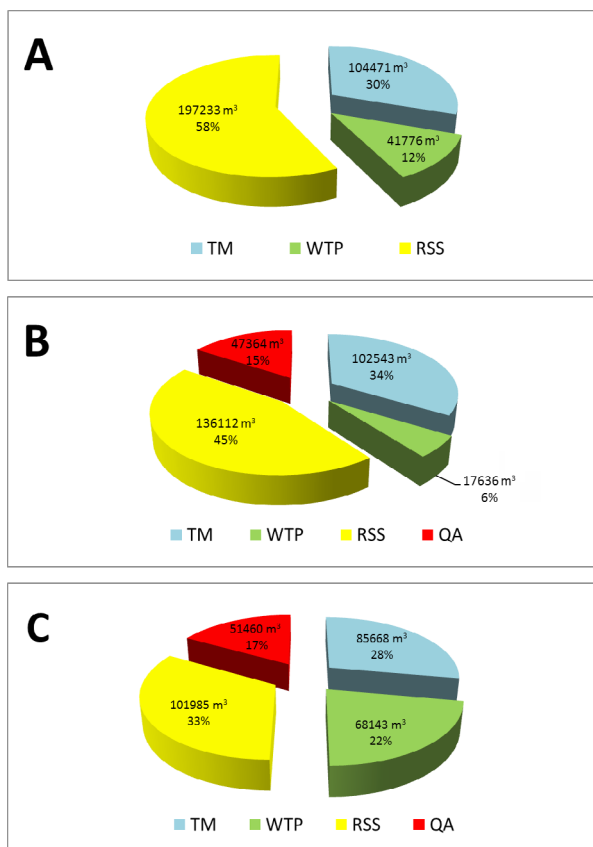 A
104471 m³
30%
197233 m³
58%
41776 m³
12%
TM WTP RSS
B
47364 m³
15%
102543 m³
34%
136112 m³
45%
17636 m³
6%
TM WTP RSS QA
C
51460 m³
17%
85668 m³
28%
101985 m³
33%
68143 m³
22%
TM WTP RSS QA